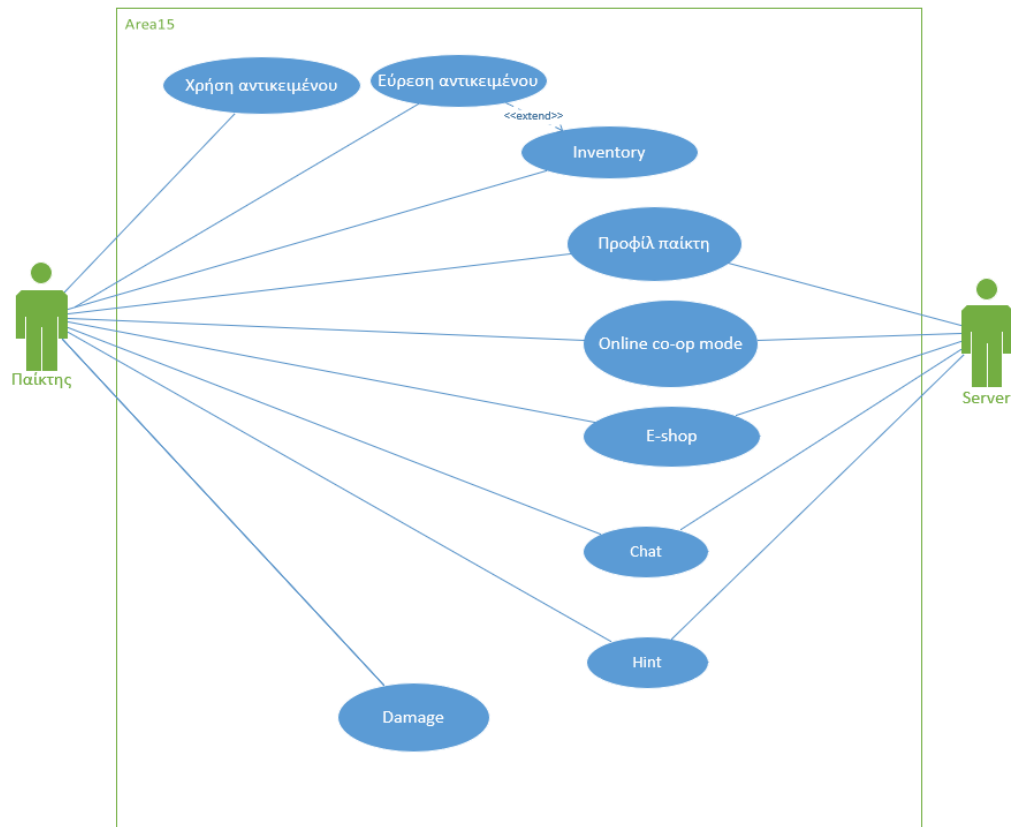 Area15
Χρήση αντικειμένου
Εύρεση αντικειμένου
<<extend>>
Inventory
Προφίλ παίκτη
Παίκτης
Online co-op mode
Server
E-shop
Chat
Hint
Damage